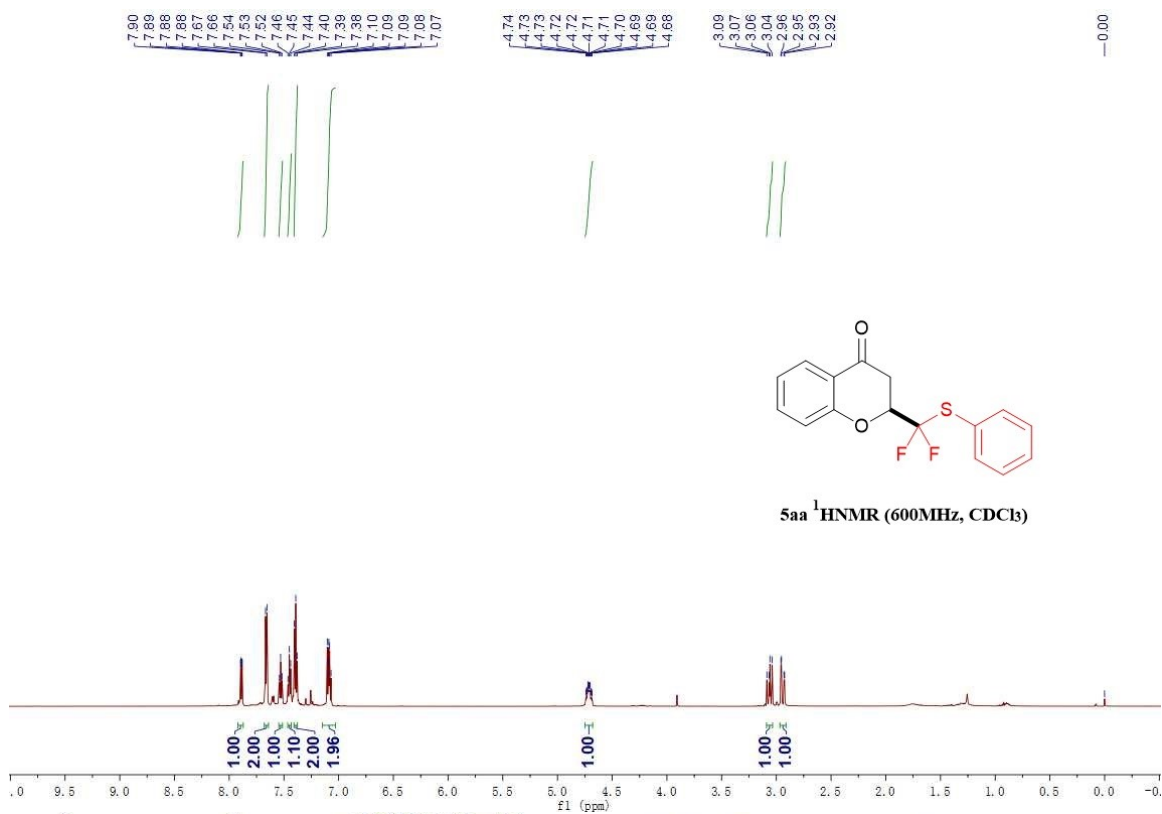 7.90 7.89 7.88 7.88 7.67 7.66 7.54 7.53 7.52 7.46 7.45 7.44 7.40 7.39 7.38 7.10 7.09 7.09 7.08 7.07
4.74 4.73 4.73 4.72 4.72 4.71 4.71 4.70 4.69 4.69 4.68
3.09 3.07 3.06 3.04 2.96 2.95 2.93 2.92
0.00
O
S
O
F F
5aa ¹HNMR (600MHz, CDCl₃)
1.00 2.00 1.00 1.10 2.00 1.96 1.00 1.00 1.00
.0 9.5 9.0 8.5 8.0 7.5 7.0 6.5 6.0 5.5 5.0 4.5 4.0 3.5 3.0 2.5 2.0 1.5 1.0 0.5 0.0 -0.
f1 (ppm)